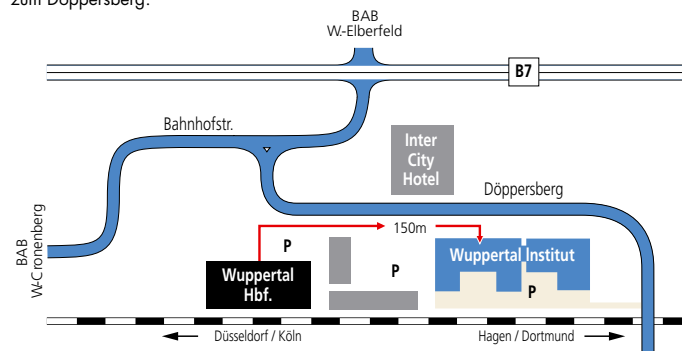 zum Döppersberg.
BAB
W.-Elberfeld
B7
Bahnhofstr.
Inter
City
Hotel
Döppersberg
BAB
W-Cronenberg
150m
P
P
Wuppertal Institut
Wuppertal
Hbf.
P
Düsseldorf / Köln
Hagen / Dortmund